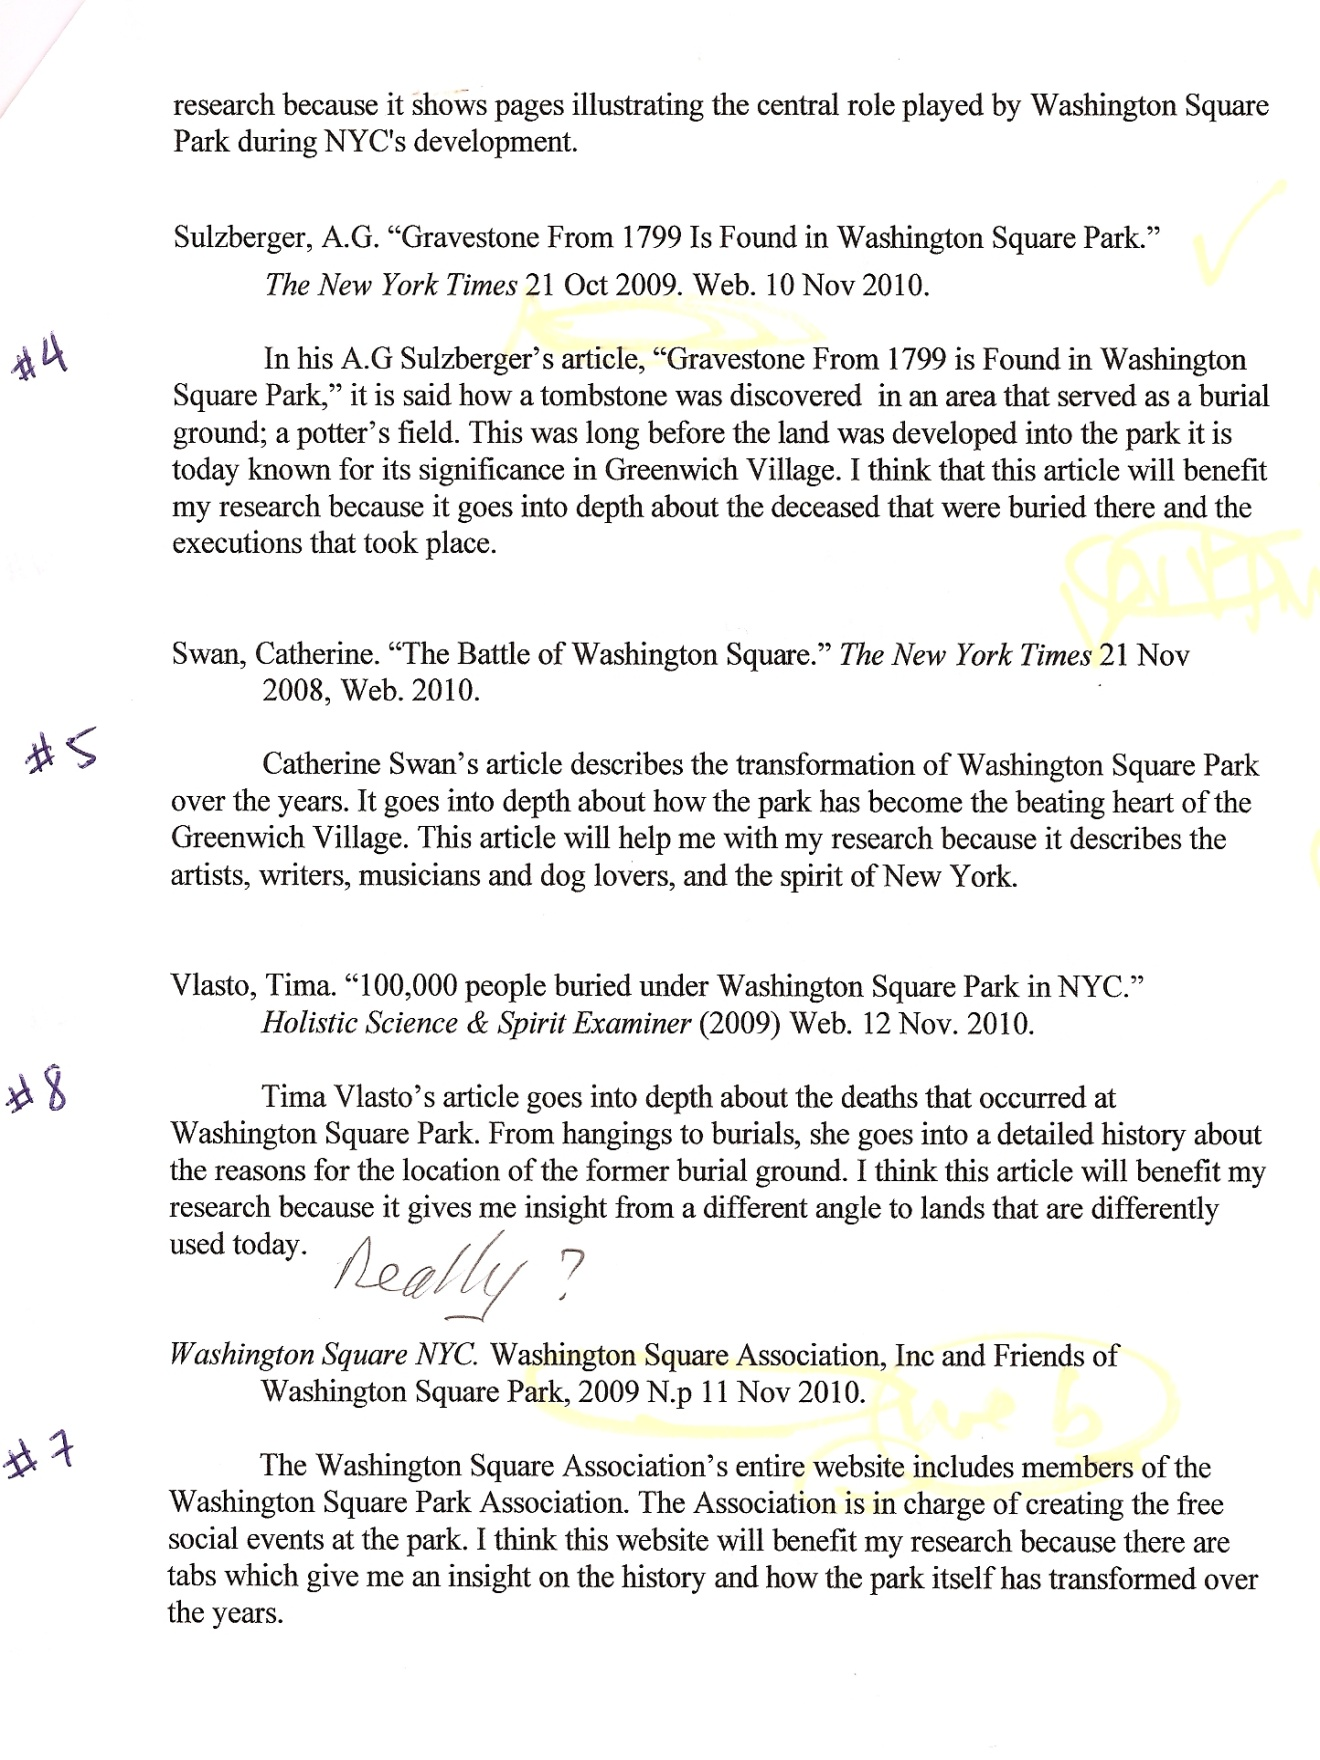 research because it shows pages illustrating the central role played by Washington Square
Park during NYC's development.
Sulzberger, A.G. “Gravestone From 1799 Is Found in Washington Square Park.”
The New York Times 21 Oct 2009. Web. 10 Nov 2010.
#4
In his A.G Sulzberger’s article, “Gravestone From 1799 is Found in Washington
Square Park,” it is said how a tombstone was discovered  in an area that served as a burial
ground; a potter’s field. This was long before the land was developed into the park it is
today known for its significance in Greenwich Village. I think that this article will benefit
my research because it goes into depth about the deceased that were buried there and the
executions that took place.
Swan, Catherine. “The Battle of Washington Square.” The New York Times 21 Nov
2008, Web. 2010.
#5
Catherine Swan’s article describes the transformation of Washington Square Park
over the years. It goes into depth about how the park has become the beating heart of the
Greenwich Village. This article will help me with my research because it describes the
artists, writers, musicians and dog lovers, and the spirit of New York.
Vlasto, Tima. “100,000 people buried under Washington Square Park in NYC.”
Holistic Science & Spirit Examiner (2009) Web. 12 Nov. 2010.
#8
Tima Vlasto’s article goes into depth about the deaths that occurred at
Washington Square Park. From hangings to burials, she goes into a detailed history about
the reasons for the location of the former burial ground. I think this article will benefit my
research because it gives me insight from a different angle to lands that are differently
used today.
Really?
Washington Square NYC. Washington Square Association, Inc and Friends of
Washington Square Park, 2009 N.p 11 Nov 2010.
web
#7
The Washington Square Association’s entire website includes members of the
Washington Square Park Association. The Association is in charge of creating the free
social events at the park. I think this website will benefit my research because there are
tabs which give me an insight on the history and how the park itself has transformed over
the years.